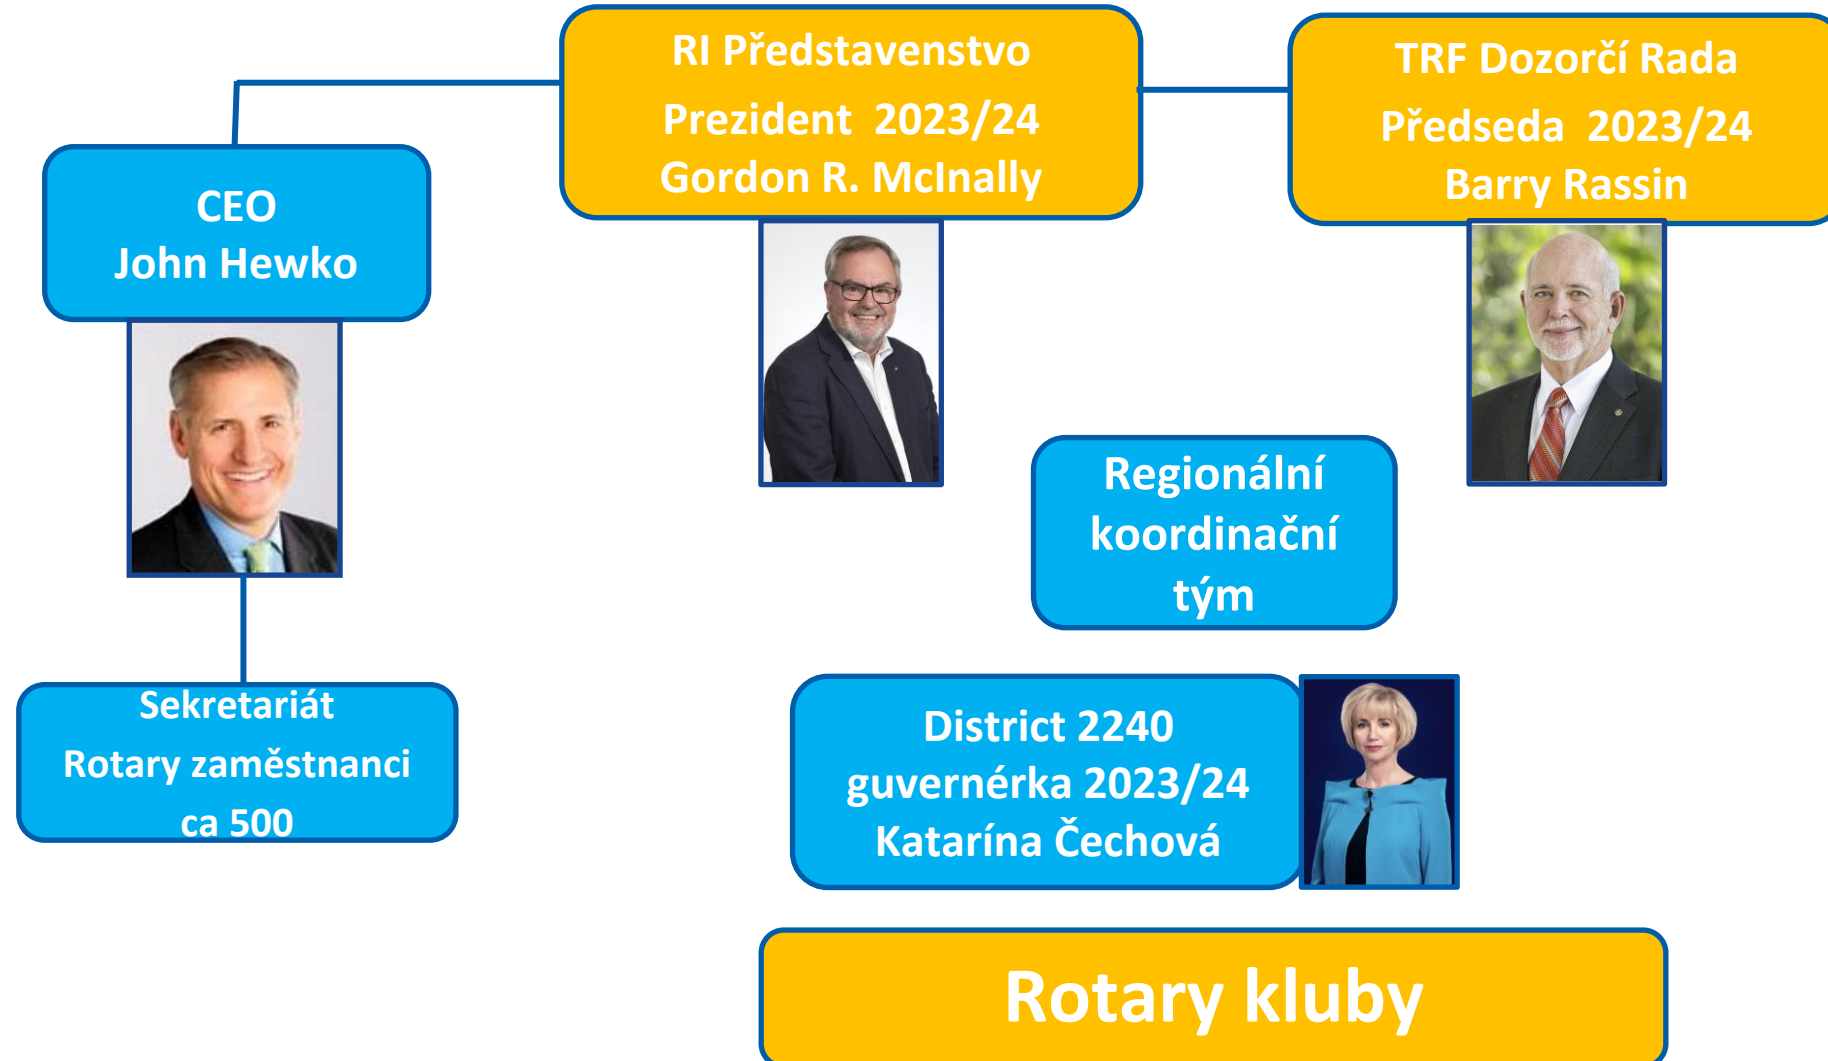 RI Představenstvo
Prezident 2023/24
Gordon R. McInally
TRF Dozorčí Rada
Předseda 2023/24
Barry Rassin
CEO
John Hewko
Regionální
koordinační
tým
Sekretariát
Rotary zaměstnanci
ca 500
District 2240
guvernérka 2023/24
Katarína Čechová
Rotary kluby